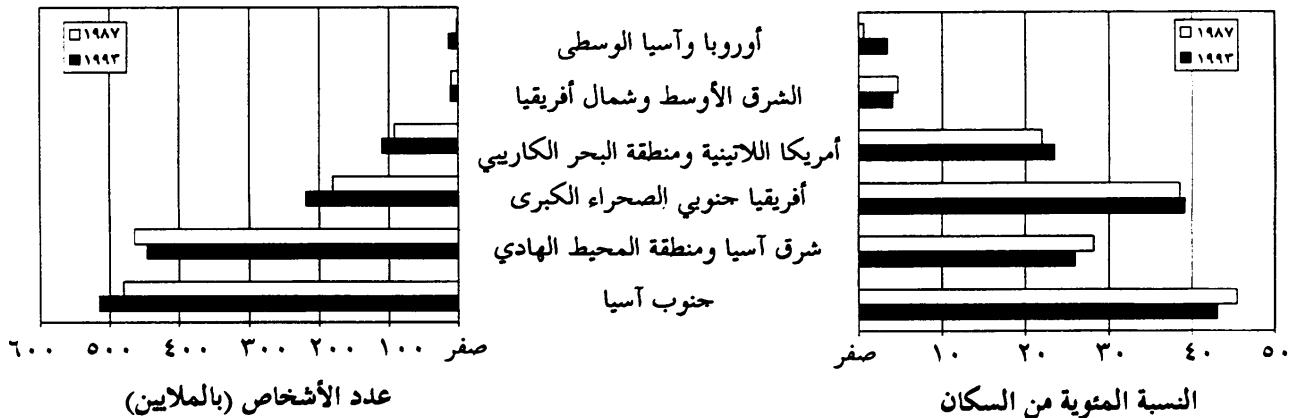 ١٩٨٧
١٩٩٣
١٩٨٧
١٩٩٣
أوروبا وآسيا الوسطى
الشرق الأوسط وشمال أفريقيا
أمريكا اللاتينية ومنطقة البحر الكاريبي
أفريقيا جنوبي الصحراء الكبرى
شرق آسيا ومنطقة المحيط الهادي
جنوب آسيا
صفر ١٠ ٢٠ ٣٠ ٤٠ ٥٠
النسبة المئوية من السكان
٦٠٠ ٥٠٠ ٤٠٠ ٣٠٠ ٢٠٠ ١٠٠ صفر
عدد الأشخاص (بالملايين)